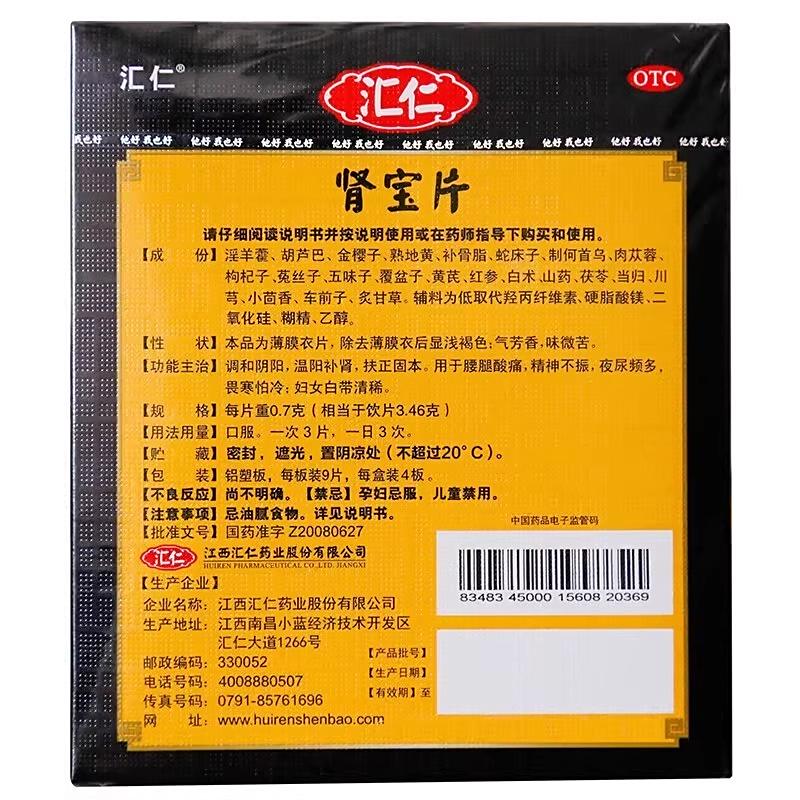 汇仁®
汇仁
OTC
我也好 他好 我也好 他好 我也好 他好 我也好 他好 我也好 他好 我也好 他好 我也好 他好 我也好 他好 我也好 他好 我也
肾宝片
请仔细阅读说明书并按说明使用或在药师指导下购买和使用。
【成 份】淫羊藿、胡芦巴、金樱子、熟地黄、补骨脂、蛇床子、制何首乌、肉苁蓉、
枸杞子、菟丝子、五味子、覆盆子、黄芪、红参、白术、山药、茯苓、当归、川
芎、小茴香、车前子、炙甘草。辅料为低取代羟丙纤维素、硬脂酸镁、二
氧化硅、糊精、乙醇。
【性 状】本品为薄膜衣片，除去薄膜衣后显浅褐色；气芳香，味微苦。
【功能主治】调和阴阳，温阳补肾，扶正固本。用于腰腿酸痛，精神不振，夜尿频多，
畏寒怕冷；妇女白带清稀。
【规 格】每片重0.7克（相当于饮片3.46克）
【用法用量】口服。一次3片，一日3次。
【贮 藏】密封，遮光，置阴凉处（不超过20°C）。
【包 装】铝塑板，每板装9片，每盒装4板。
【不良反应】尚不明确。【禁忌】孕妇忌服，儿童禁用。
【注意事项】忌油腻食物。详见说明书。
【批准文号】国药准字 Z20080627
汇仁 江西汇仁药业股份有限公司
HUIREN PHARMACEUTICAL CO.,LTD. JIANGXI
【生产企业】
企业名称：江西汇仁药业股份有限公司
生产地址：江西南昌小蓝经济技术开发区
汇仁大道1266号
邮政编码：330052
电话号码：4008880507
传真号码：0791-85761696
网 址：www.huirenshenbao.com
中国药品电子监管码
83483 45000 15608 20369
【产品批号】
【生产日期】
【有效期】至